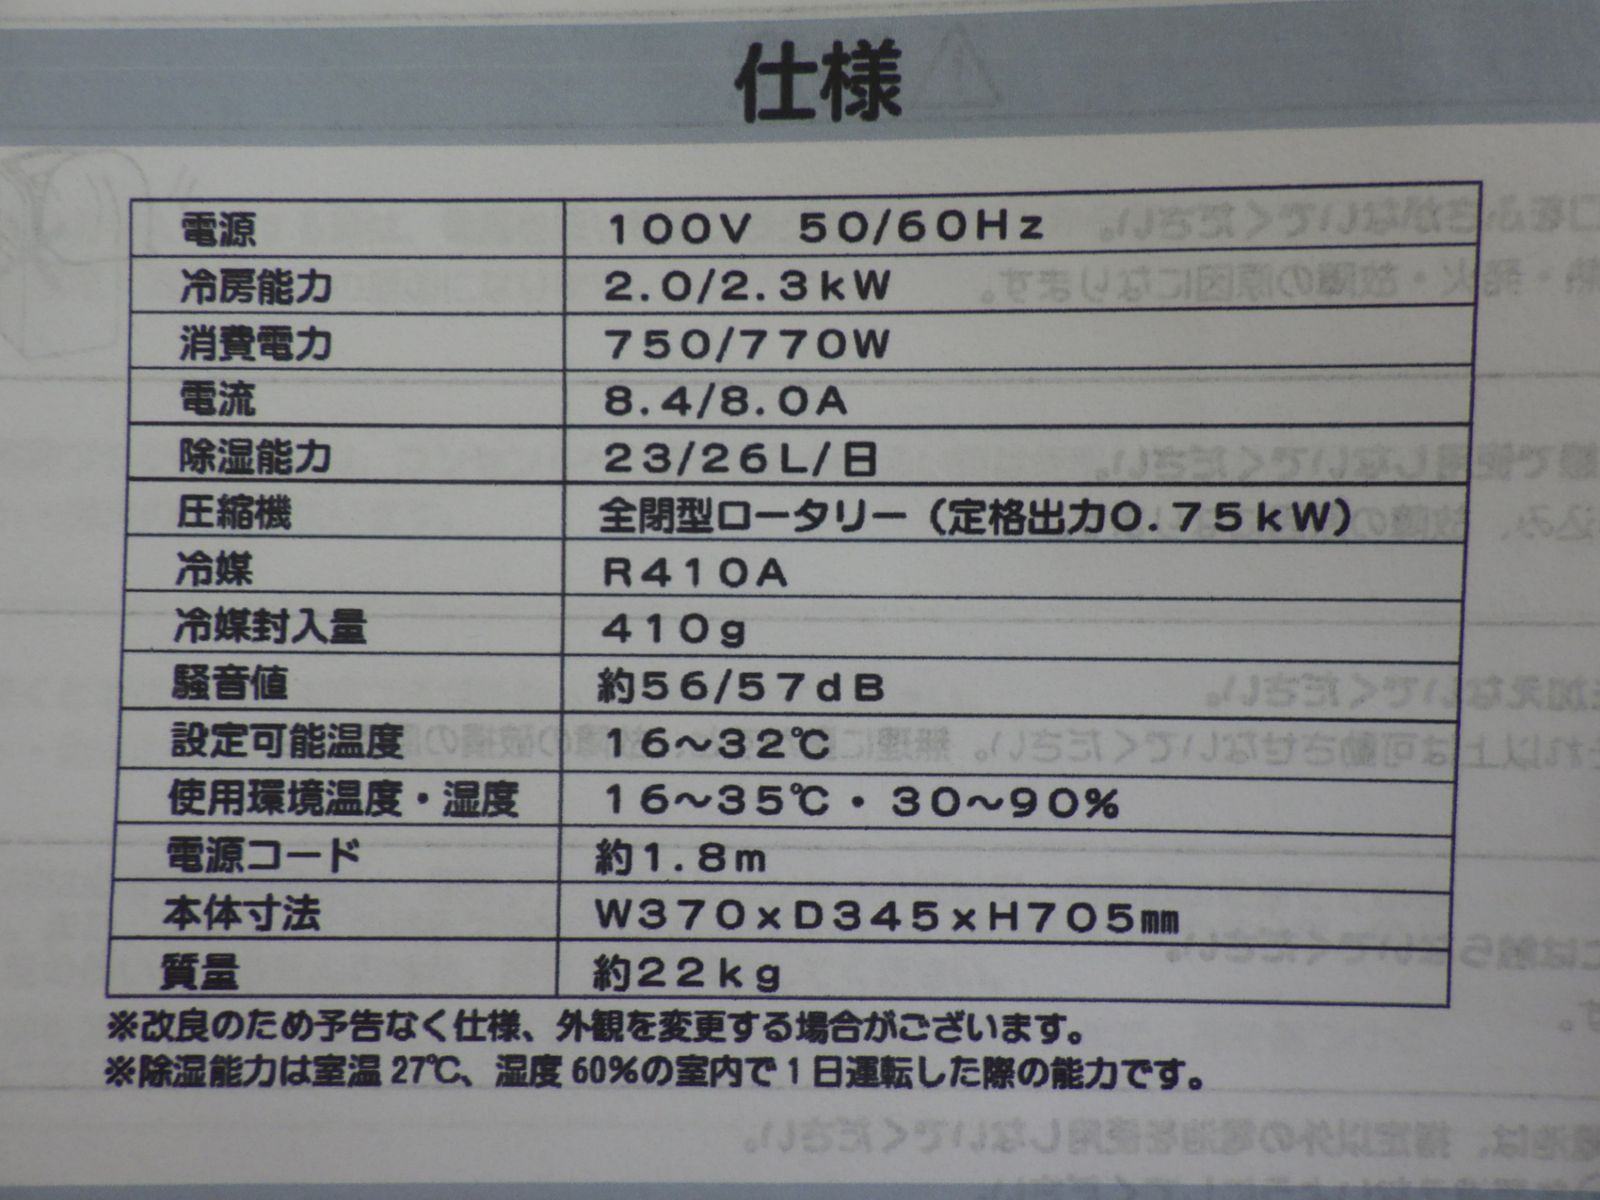 仕様
電源 100V 50/60Hz
冷房能力 2.0/2.3kW
消費電力 750/770W
電流 8.4/8.0A
除湿能力 23/26L/日
圧縮機 全閉型ロータリー（定格出力0.75kW）
冷媒 R410A
冷媒封入量 410g
騒音値 約56/57dB
設定可能温度 16～32℃
使用環境温度・湿度 16～35℃・30～90%
電源コード 約1.8m
本体寸法 W370xD345xH705㎜
質量 約22kg
※改良のため予告なく仕様、外観を変更する場合がございます。
※除湿能力は室温27℃、湿度60%の室内で1日運転した際の能力です。